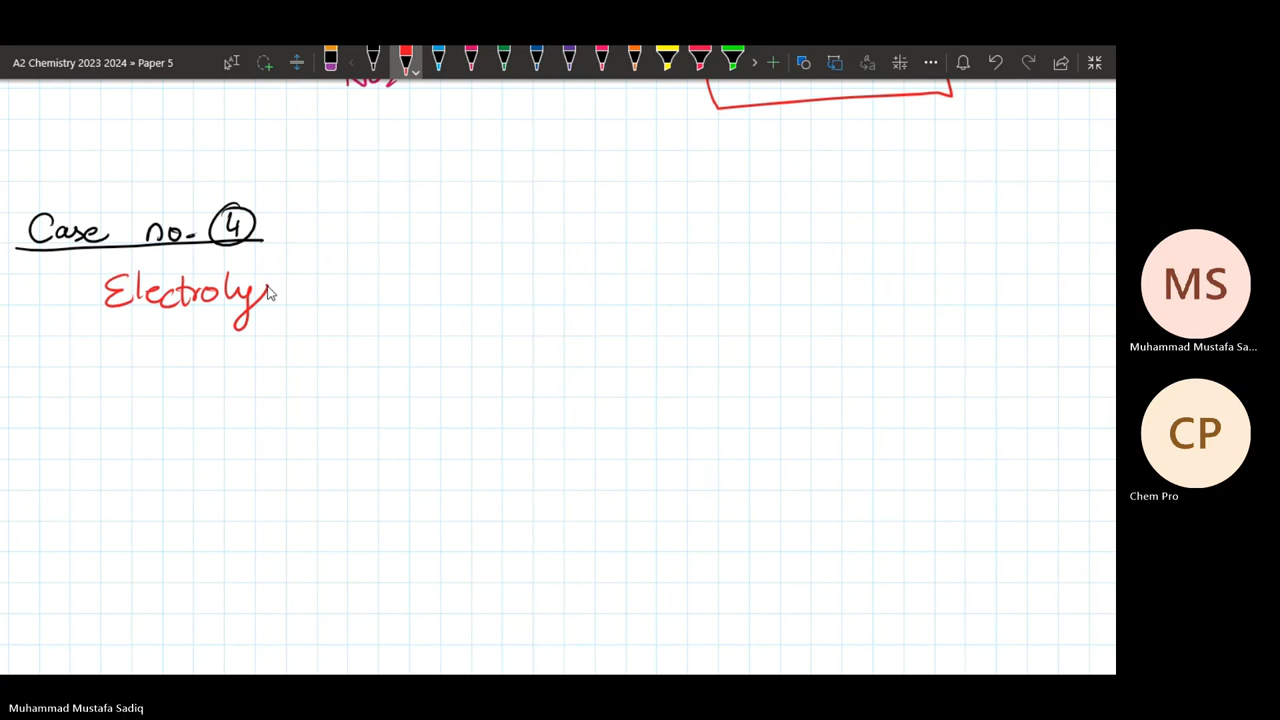 A2 Chemistry 2023 2024 » Paper 5
Case no. 4
Electrolys
MS
Muhammad Mustafa Sa...
CP
Chem Pro
Muhammad Mustafa Sadiq